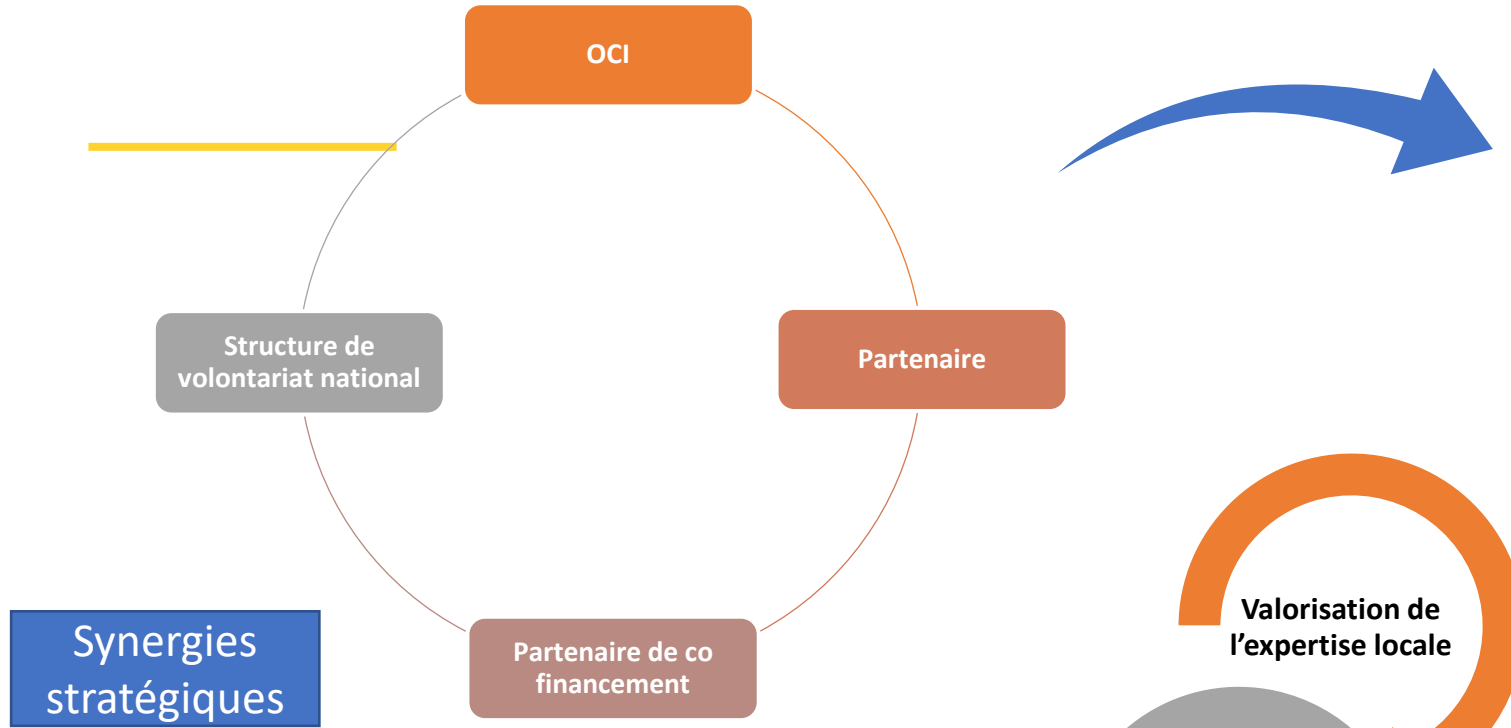 OCI
Structure de
volontariat national
Partenaire
Partenaire de co
financement
Synergies
stratégiques
Valorisation de
l’expertise locale